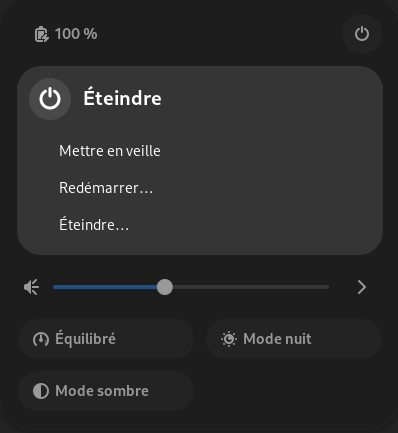 100 %
Éteindre
Mettre en veille
Redémarrer…
Éteindre…
Équilibré
Mode nuit
Mode sombre